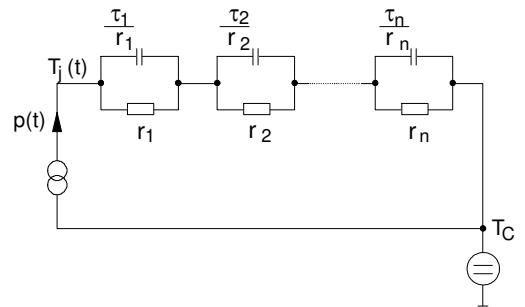 τ1 τ2 τn
r1 r2 rn
Tj (t)
r1 r2 rn
p(t)
TC